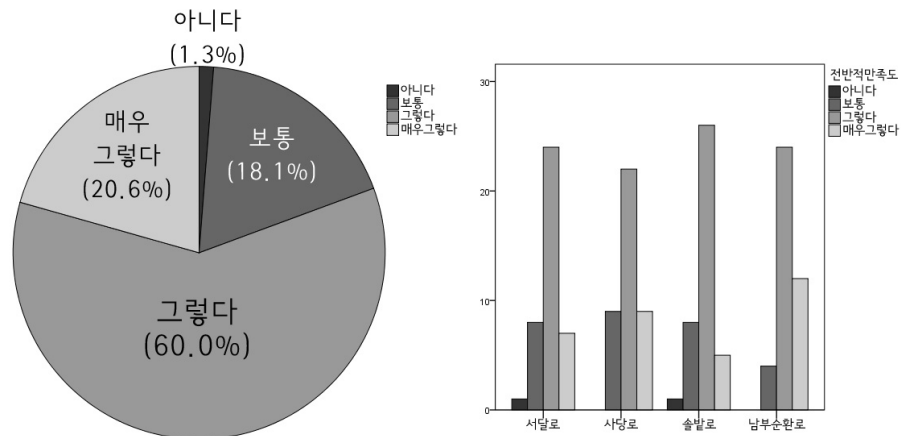 아니다
(1.3%)
매우
그렇다
(20.6%)
보통
(18.1%)
그렇다
(60.0%)
아니다
보통
그렇다
매우그렇다
30
20
10
0
서달로
사당로
솔밭로
남부순환로
전반적만족도
아니다
보통
그렇다
매우그렇다